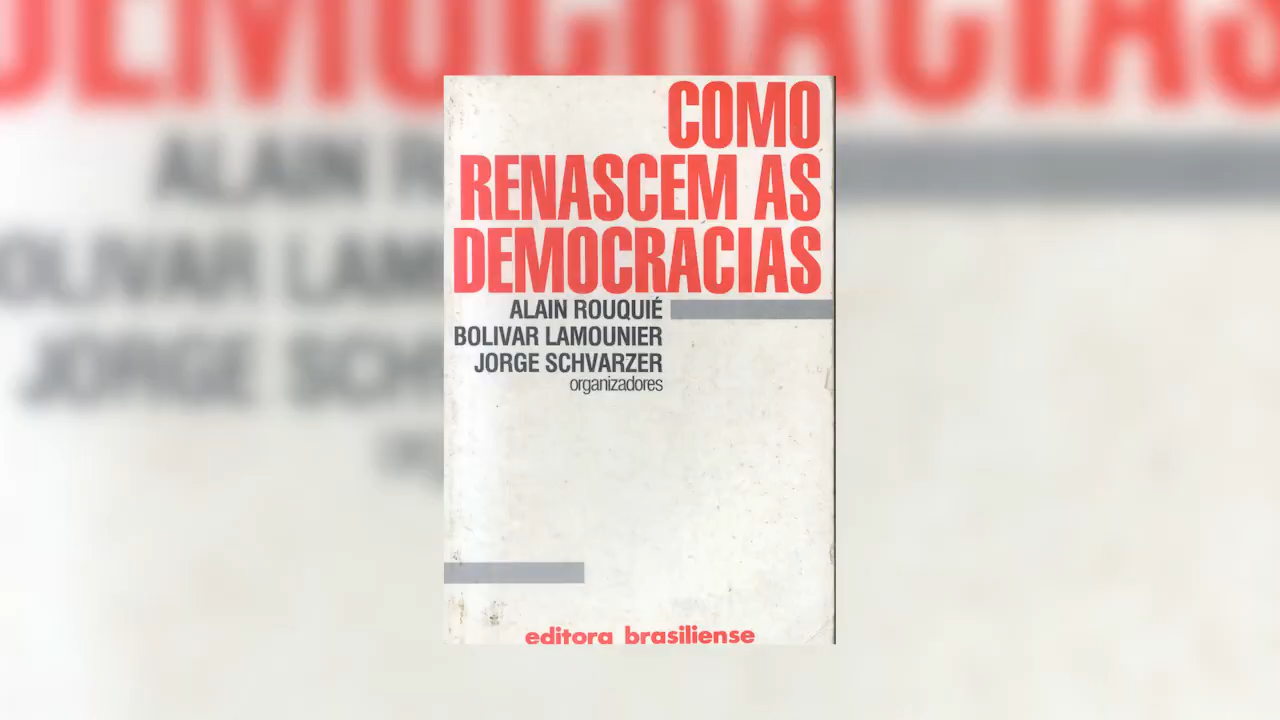 COMO
RENASCEM AS
DEMOCRACIAS
ALAIN ROUQUIÉ
BOLIVAR LAMOUNIER
JORGE SCHVARZER
organizadores
editora brasiliense